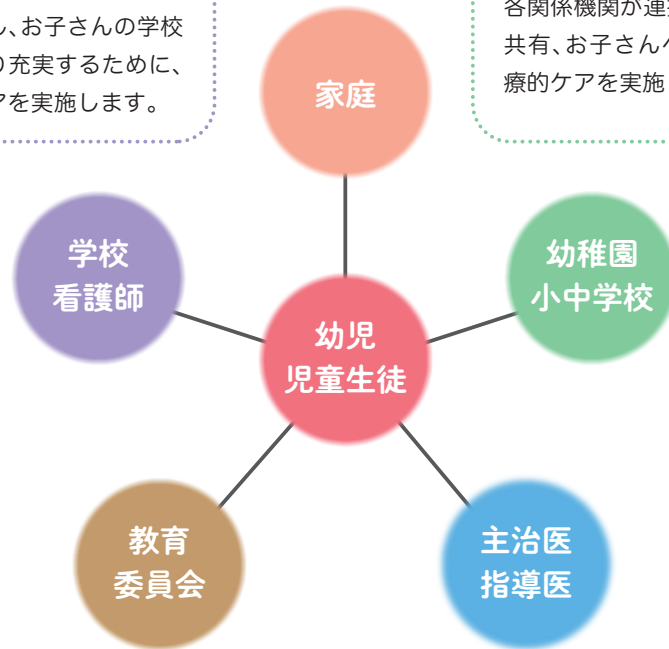 し、お子さんの学校
り充実するために、
アを実施します。
各関係機関が連
共有、お子さんへ
療的ケアを実施
家庭
学校
看護師
幼稚園
小中学校
幼児
児童生徒
教育
委員会
主治医
指導医